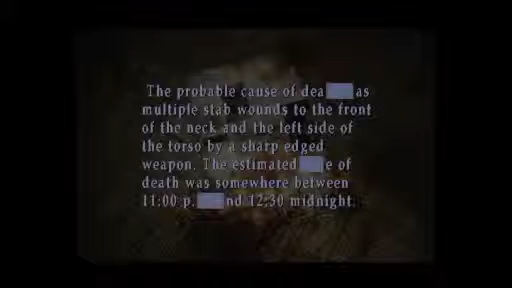 The probable cause of
multiple stab wounds to the front
of the neck and the left side of
the torso by a sharp edged
weapon. The estimated of
death was somewhere between
11:00 12:30 midnight.